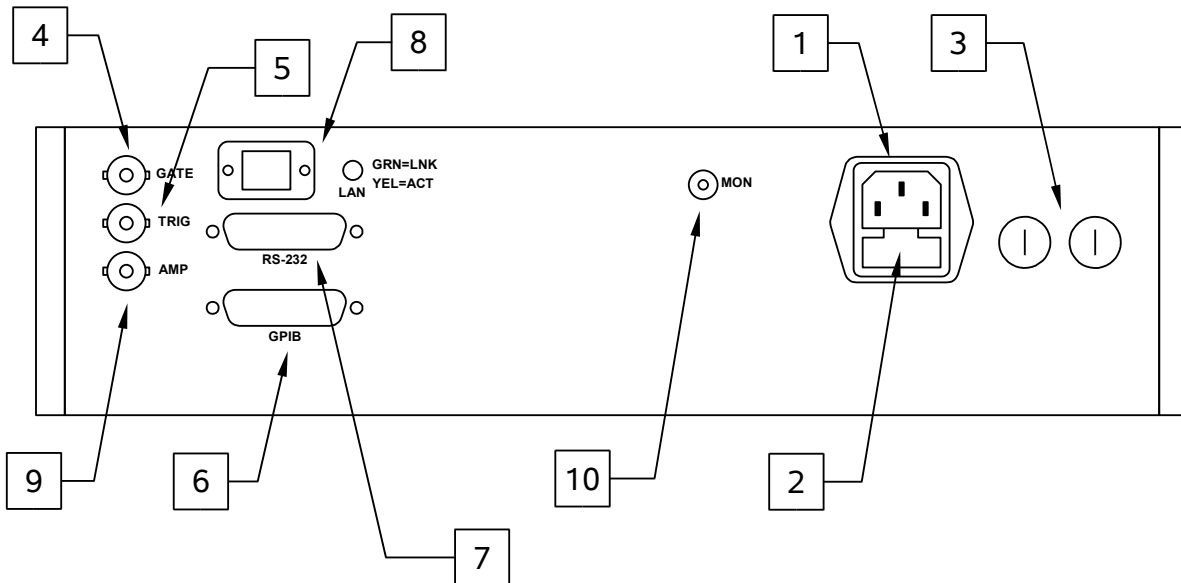 4
5
8
1
3
GATE
GRN=LNK
YEL=ACT
LAN
TRIG
MON
RS-232
AMP
GPIB
9
6
7
10
2